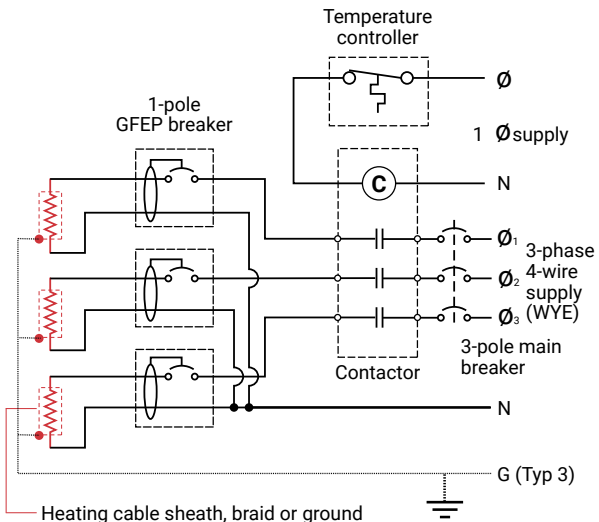 Temperature
controller
1-pole
GFEP breaker
Ø
1 Ø supply
C
N
Ø1
3-phase
Ø2
4-wire
supply
Ø3
(WYE)
3-pole main
breaker
Contactor
N
G (Typ 3)
Heating cable sheath, braid or ground